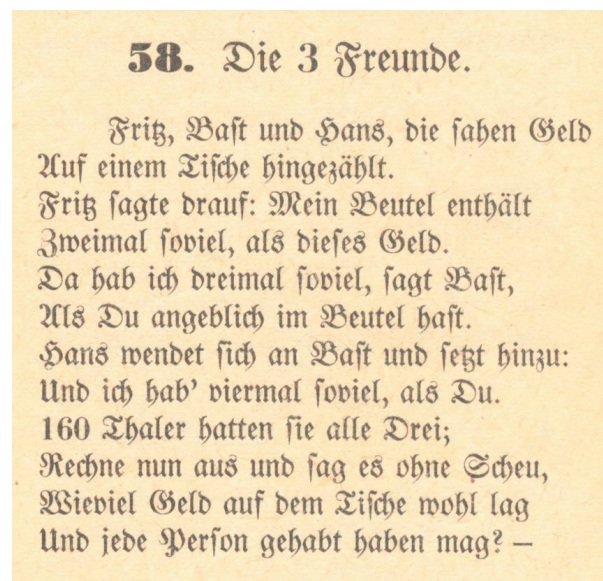 58. Die 3 Freunde.
Fritz, Bast und Hans, die sahen Geld
Auf einem Tische hingezählt.
Fritz sagte drauf: Mein Beutel enthält
Zweimal soviel, als dieses Geld.
Da hab ich dreimal soviel, sagt Bast,
Als Du angeblich im Beutel hast.
Hans wendet sich an Bast und setzt hinzu:
Und ich hab' viermal soviel, als Du.
160 Thaler hatten sie alle Drei;
Rechne nun aus und sag es ohne Scheu,
Wieviel Geld auf dem Tische wohl lag
Und jede Person gehabt haben mag? —